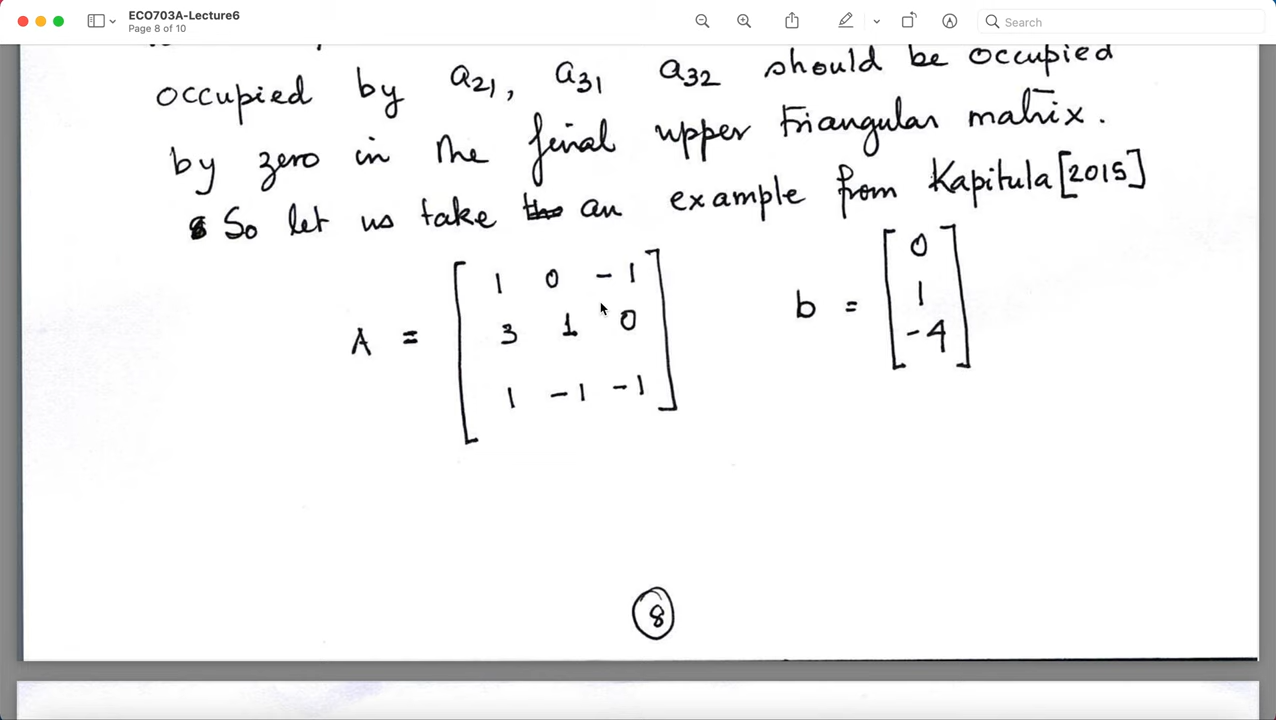 ECO703A-Lecture6
Page 8 of 10
Search
occupied by a21, a31 a32 should be occupied
by zero in the final upper triangular matrix.
So let us take an example from Kapitula [2015]
A = [ 1 0 -1
3 1 0
1 -1 -1 ]
b = [ 0
1
-4 ]
8